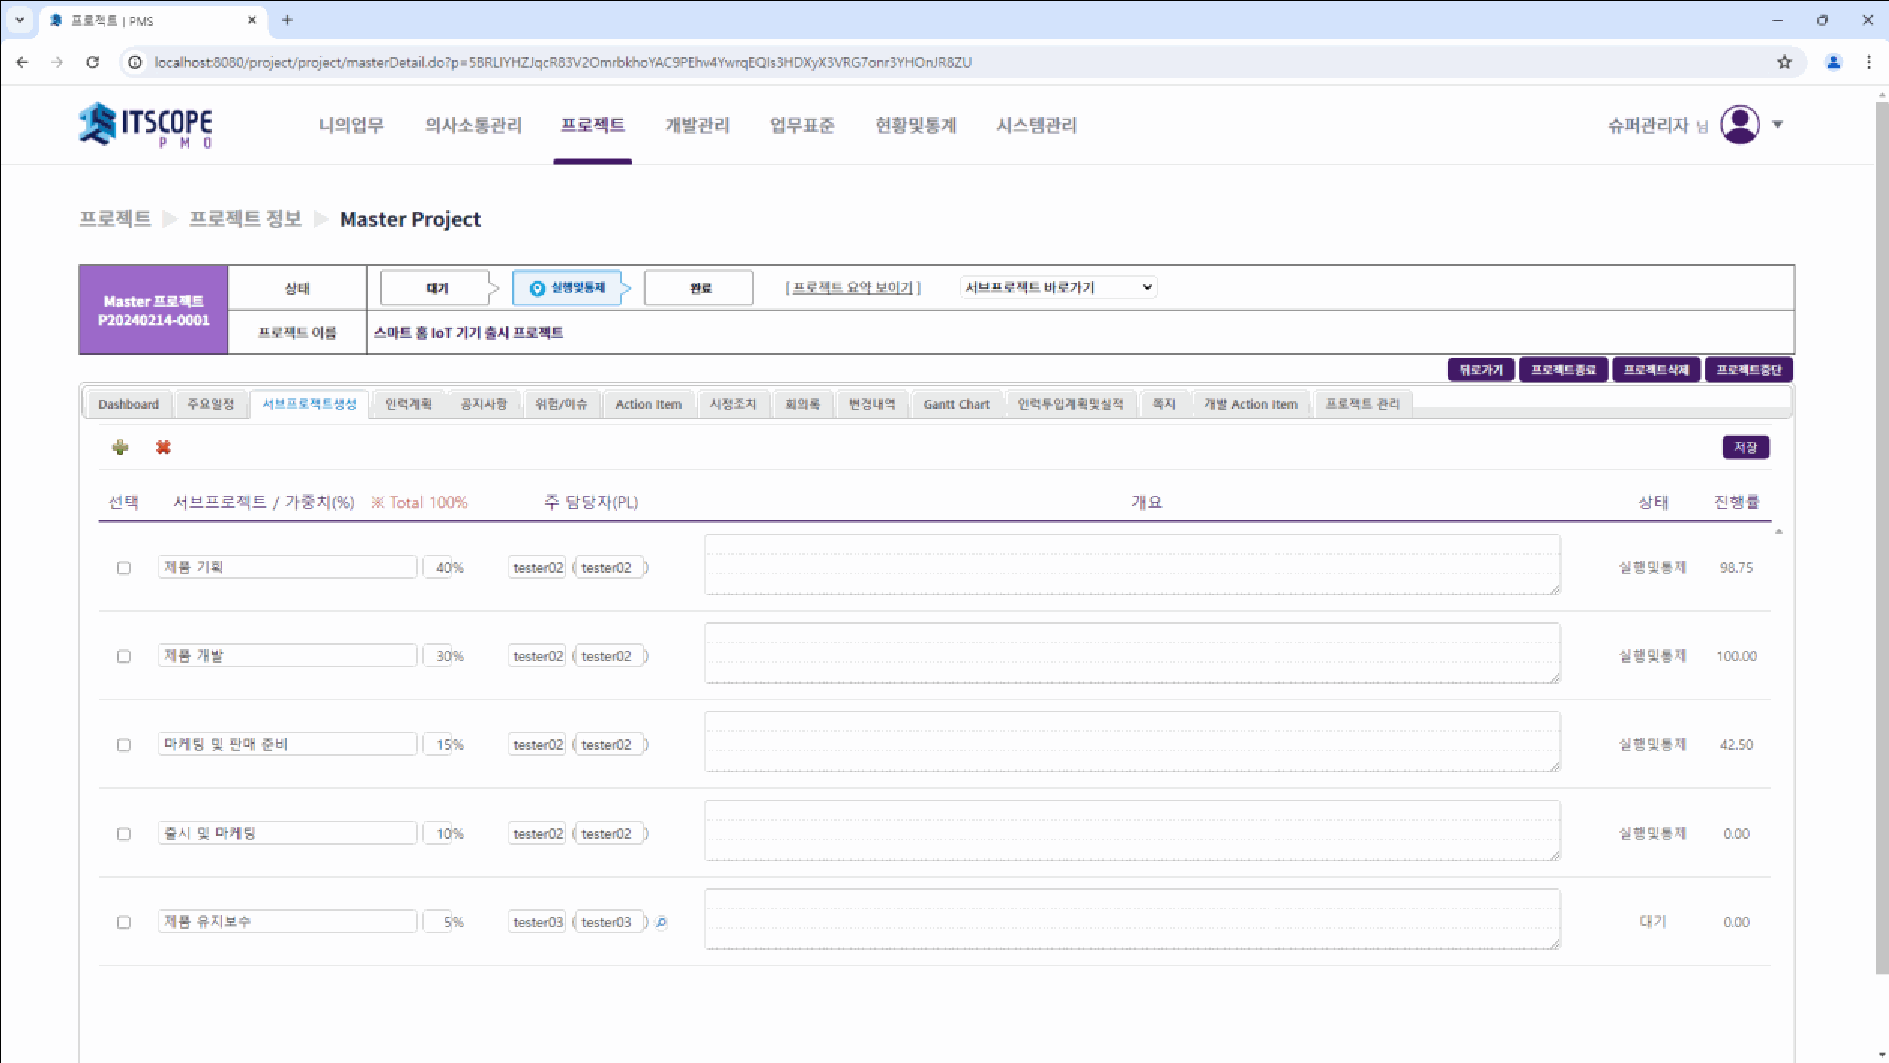 프로젝트 | PMS
localhost:8080/project/project/masterDetail.do?p=5BRLIYHZJqcR83V2OmrbkhoYAC9PEhv4YwrqEQIs3HDXyX3VRG7onr3YHOnJR8ZU
ITSCOPE
PMO
나의업무 의사소통관리 프로젝트 개발관리 업무표준 현황및통계 시스템관리
슈퍼관리자 님
프로젝트 프로젝트 정보 Master Project
Master 프로젝트
P20240214-0001
상태 대기 실행및통제 완료 [ 프로젝트 요약 보이기 ] 서브프로젝트 바로가기
프로젝트 이름 스마트 홈 IoT 기기 출시 프로젝트
뒤로가기 프로젝트종료 프로젝트삭제 프로젝트중단
Dashboard 주요일정 서브프로젝트생성 인력계획 공지사항 위험/이슈 Action Item 시정조치 회의록 변경내역 Gantt Chart 인력투입계획및실적 쪽지 개발 Action Item 프로젝트 관리
저장
선택 서브프로젝트 / 가중치(%) ※ Total 100% 주 담당자(PL) 개요 상태 진행률
제품 기획 40% tester02 ( tester02 ) 실행및통제 98.75
제품 개발 30% tester02 ( tester02 ) 실행및통제 100.00
마케팅 및 판매 준비 15% tester02 ( tester02 ) 실행및통제 42.50
출시 및 마케팅 10% tester02 ( tester02 ) 실행및통제 0.00
제품 유지보수 5% tester03 ( tester03 ) 대기 0.00